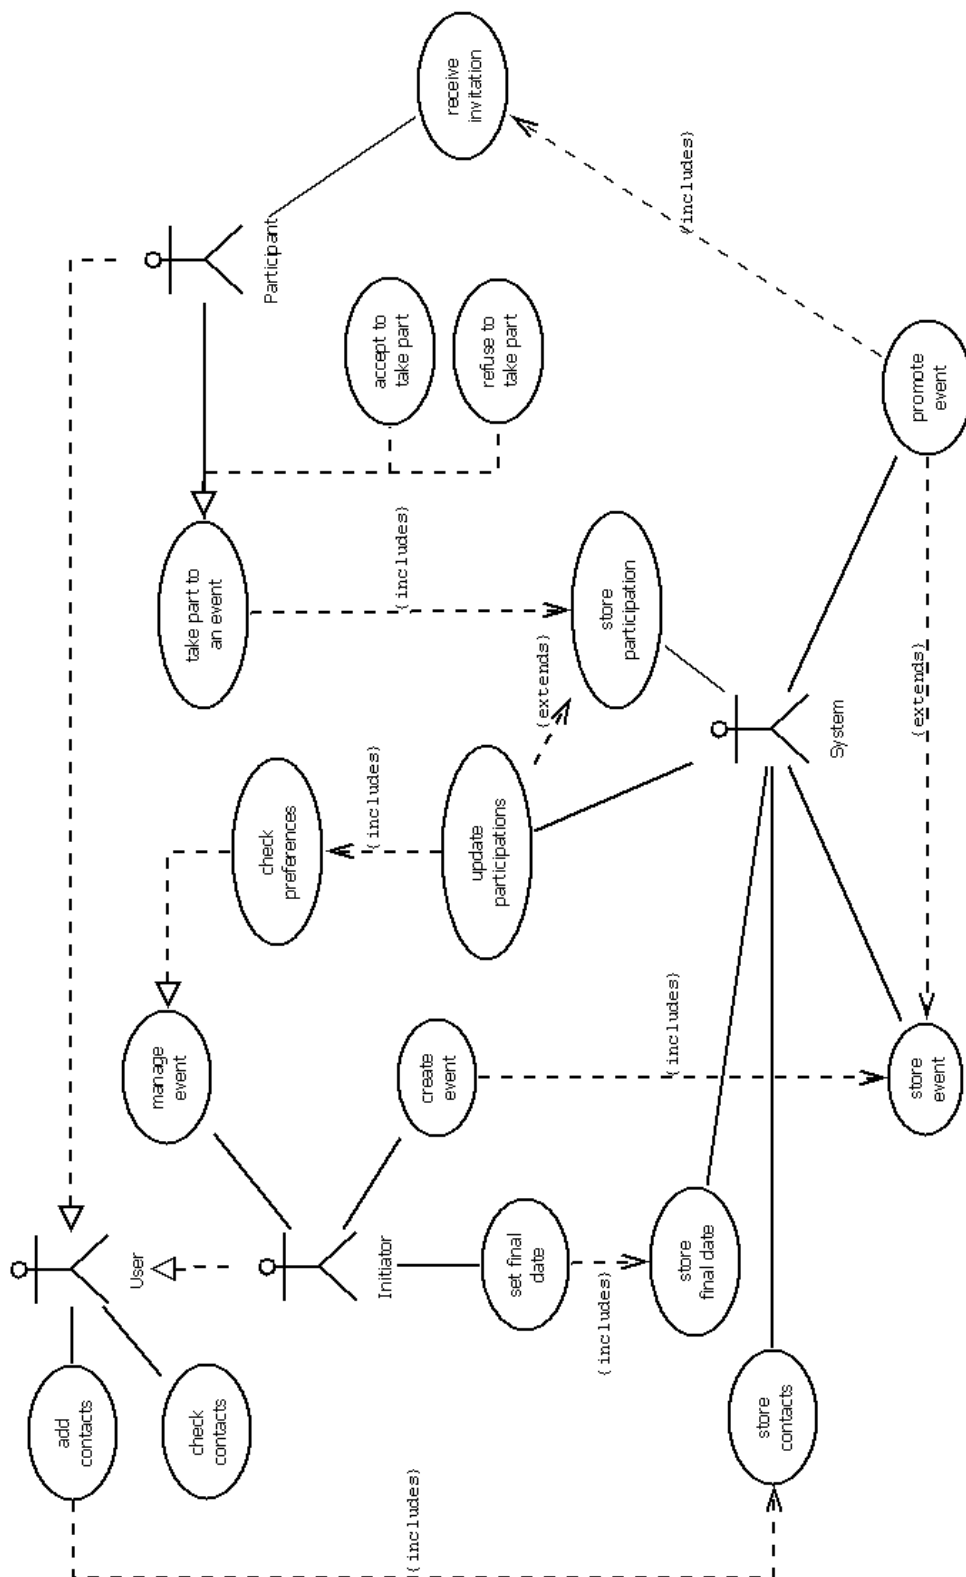 add
contacts
User
manage
event
check
contacts
take part to
an event
Participant
check
preferences
{includes}
Initiator
accept to
take part
{includes}
{includes}
create
event
receive
invitation
update
participations
refuse to
take part
set final
date
{extends}
{includes}
store
participation
{includes}
{includes}
store
final date
store
contacts
System
{extends}
store
event
promote
event